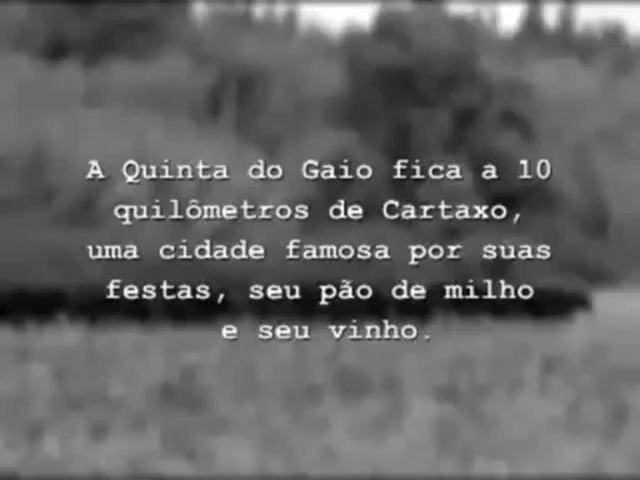 A Quinta do Gaio fica a 10
quilômetros de Cartaxo,
uma cidade famosa por suas
festas, seu pão de milho
e seu vinho.